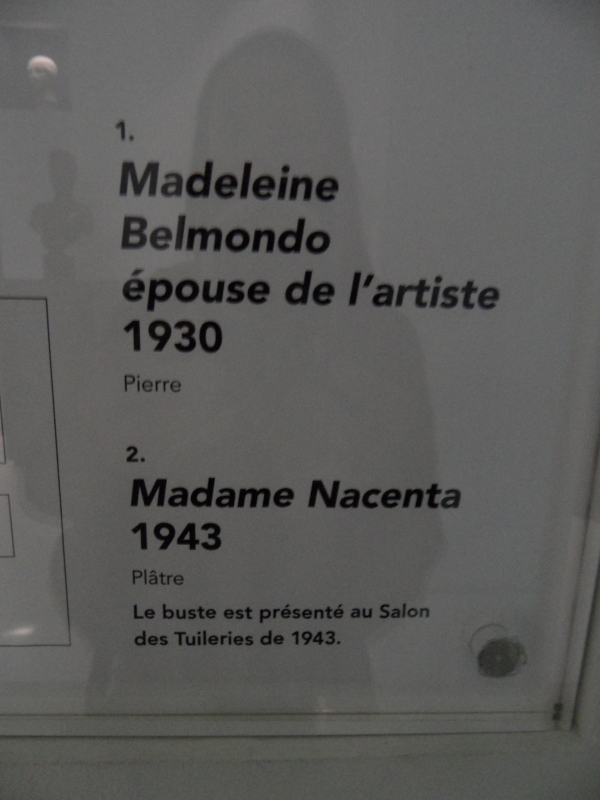 1.
Madeleine
Belmondo
épouse de l'artiste
1930
Pierre
2.
Madame Nacenta
1943
Plâtre
Le buste est présenté au Salon
des Tuileries de 1943.